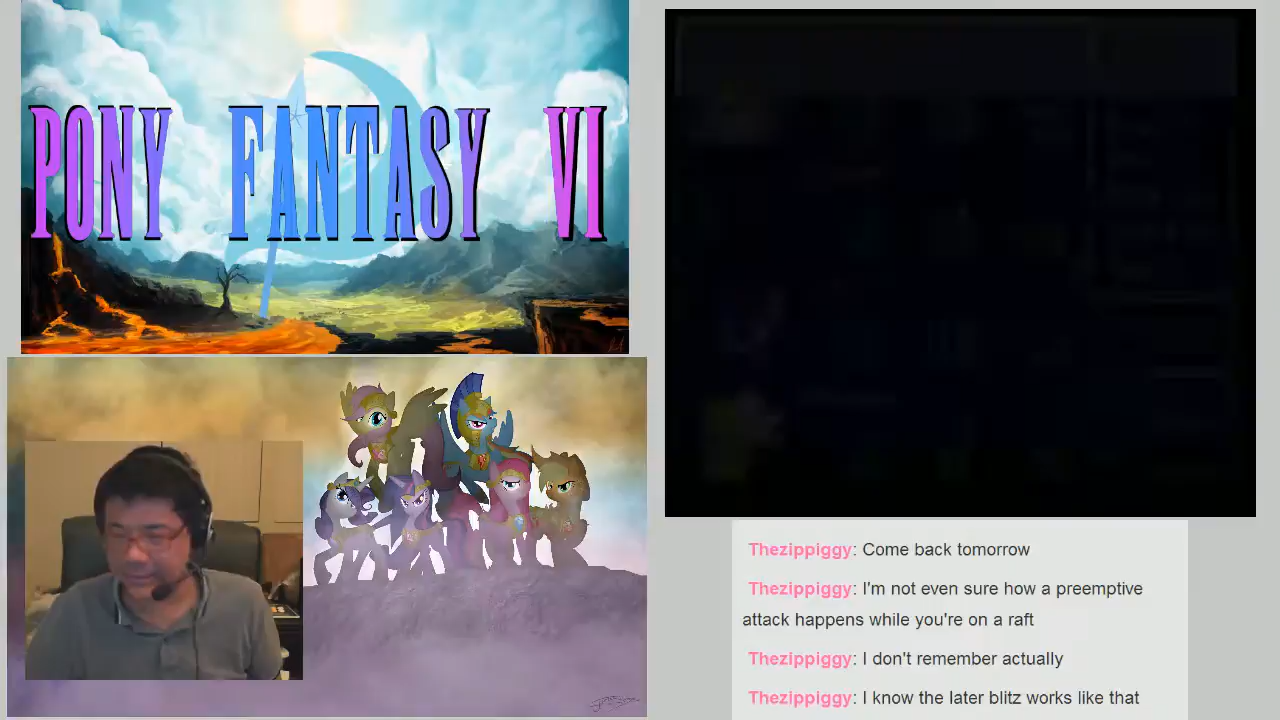 PONY FANTASY VI
Thezippiggy: Come back tomorrow
Thezippiggy: I'm not even sure how a preemptive
attack happens while you're on a raft
Thezippiggy: I don't remember actually
Thezippiggy: I know the later blitz works like that